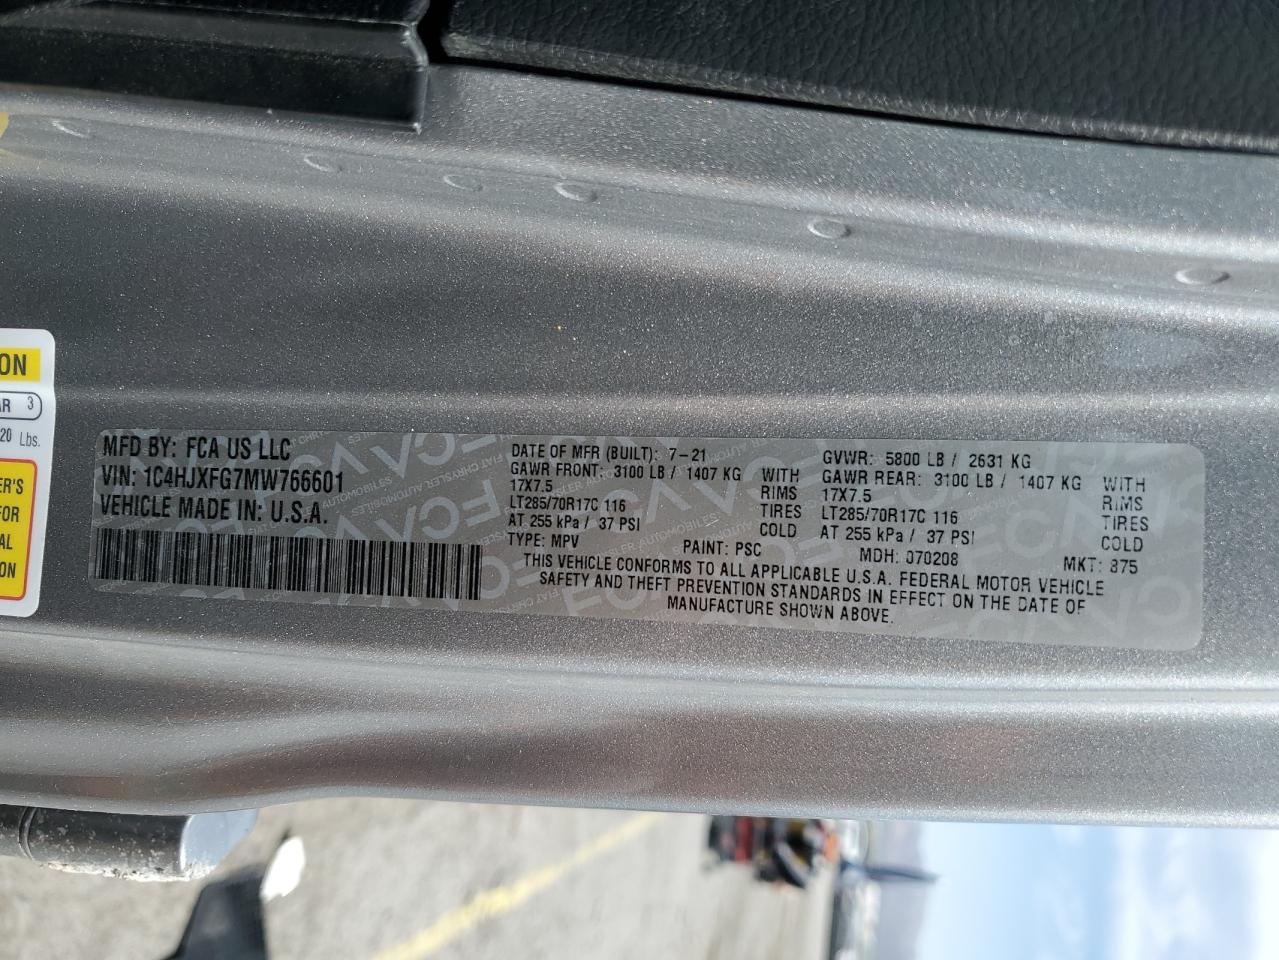 ON
AR 3
20 Lbs.
ER'S
FOR
AL
ON
MFD BY: FCA US LLC
VIN: 1C4HJXFG7MW766601
VEHICLE MADE IN: U.S.A.
DATE OF MFR (BUILT): 7-21
GAWR FRONT: 3100 LB / 1407 KG WITH
17X7.5 RIMS
LT285/70R17C 116 TIRES
AT 255 kPa / 37 PSI COLD
TYPE: MPV PAINT: PSC
GVWR: 5800 LB / 2631 KG
GAWR REAR: 3100 LB / 1407 KG WITH
17X7.5 RIMS
LT285/70R17C 116 TIRES
AT 255 kPa / 37 PSI COLD
MDH: 070208 MKT: 875
THIS VEHICLE CONFORMS TO ALL APPLICABLE U.S.A. FEDERAL MOTOR VEHICLE
SAFETY AND THEFT PREVENTION STANDARDS IN EFFECT ON THE DATE OF
MANUFACTURE SHOWN ABOVE.